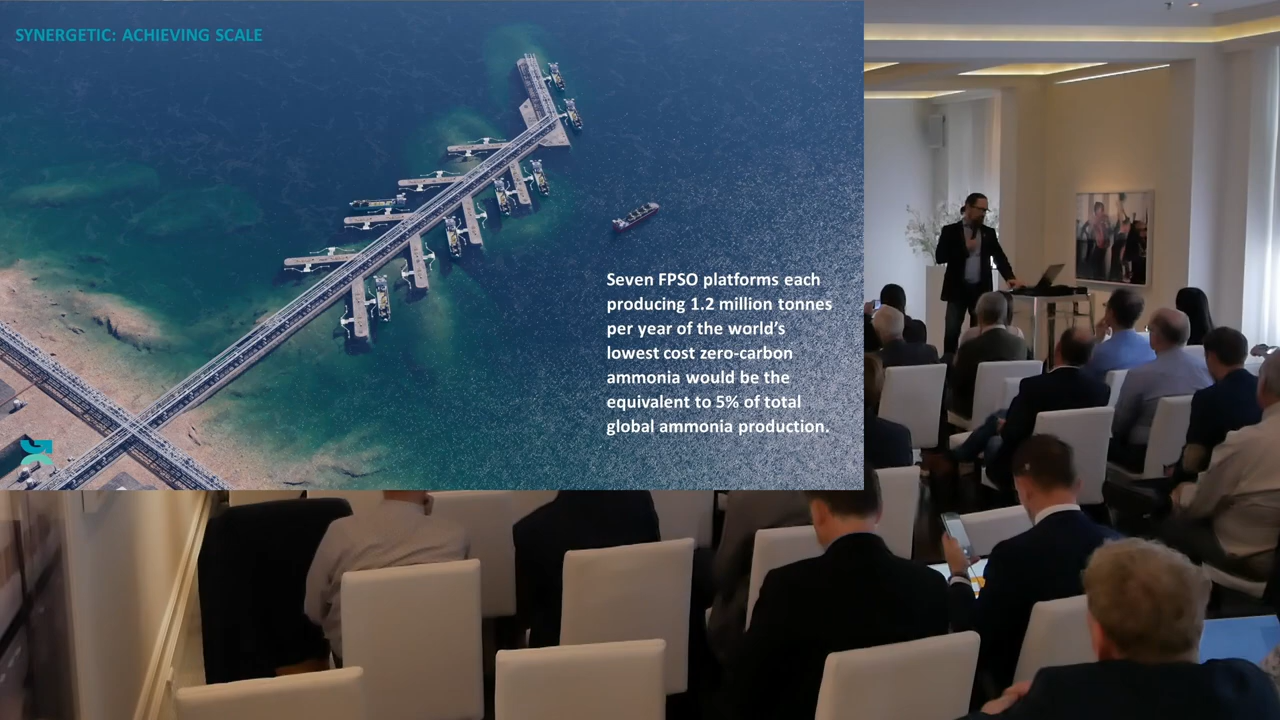 SYNERGETIC: ACHIEVING SCALE
Seven FPSO platforms each
producing 1.2 million tonnes
per year of the world's
lowest cost zero-carbon
ammonia would be the
equivalent to 5% of total
global ammonia production.